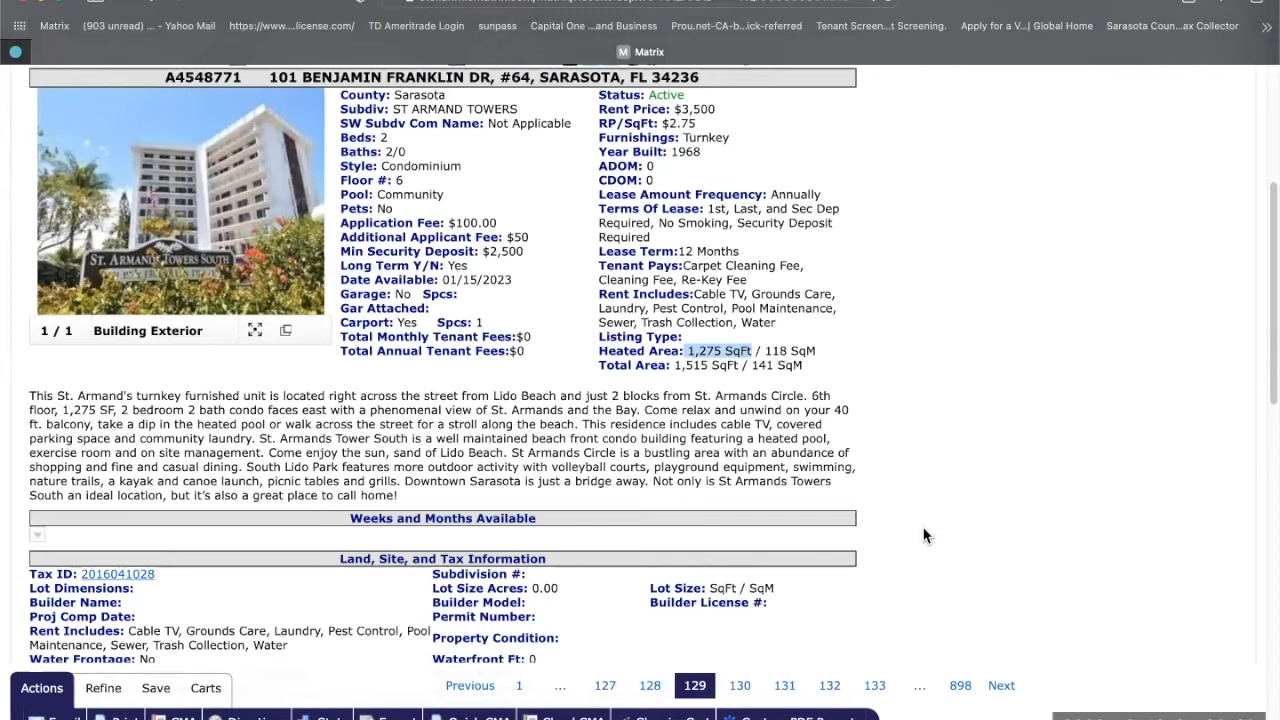 Matrix
(903 unread) ... - Yahoo Mail
https://www....license.com/
TD Ameritrade Login
sunpass
Capital One ...and Business
Prou.net-CA-b...ick-referred
Tenant Screen...t Screening.
Apply for a V...| Global Home
Sarasota Coun...ax Collector
M Matrix
A4548771 101 BENJAMIN FRANKLIN DR, #64, SARASOTA, FL 34236
ST. ARMAND TOWERS SOUTH
1 / 1 Building Exterior
County: Sarasota
Subdiv: ST ARMAND TOWERS
SW Subdv Com Name: Not Applicable
Beds: 2
Baths: 2/0
Style: Condominium
Floor #: 6
Pool: Community
Pets: No
Application Fee: $100.00
Additional Applicant Fee: $50
Min Security Deposit: $2,500
Long Term Y/N: Yes
Date Available: 01/15/2023
Garage: No Spcs:
Gar Attached:
Carport: Yes Spcs: 1
Total Monthly Tenant Fees:$0
Total Annual Tenant Fees:$0
Status: Active
Rent Price: $3,500
RP/SqFt: $2.75
Furnishings: Turnkey
Year Built: 1968
ADOM: 0
CDOM: 0
Lease Amount Frequency: Annually
Terms Of Lease: 1st, Last, and Sec Dep
Required, No Smoking, Security Deposit
Required
Lease Term:12 Months
Tenant Pays:Carpet Cleaning Fee,
Cleaning Fee, Re-Key Fee
Rent Includes:Cable TV, Grounds Care,
Laundry, Pest Control, Pool Maintenance,
Sewer, Trash Collection, Water
Listing Type:
Heated Area: 1,275 SqFt / 118 SqM
Total Area: 1,515 SqFt / 141 SqM
This St. Armand's turnkey furnished unit is located right across the street from Lido Beach and just 2 blocks from St. Armands Circle. 6th
floor, 1,275 SF, 2 bedroom 2 bath condo faces east with a phenomenal view of St. Armands and the Bay. Come relax and unwind on your 40
ft. balcony, take a dip in the heated pool or walk across the street for a stroll along the beach. This residence includes cable TV, covered
parking space and community laundry. St. Armands Tower South is a well maintained beach front condo building featuring a heated pool,
exercise room and on site management. Come enjoy the sun, sand of Lido Beach. St Armands Circle is a bustling area with an abundance of
shopping and fine and casual dining. South Lido Park features more outdoor activity with volleyball courts, playground equipment, swimming,
nature trails, a kayak and canoe launch, picnic tables and grills. Downtown Sarasota is just a bridge away. Not only is St Armands Towers
South an ideal location, but it's also a great place to call home!
Weeks and Months Available
Land, Site, and Tax Information
Tax ID: 2016041028
Lot Dimensions:
Builder Name:
Proj Comp Date:
Rent Includes: Cable TV, Grounds Care, Laundry, Pest Control, Pool
Maintenance, Sewer, Trash Collection, Water
Water Frontage: No
Subdivision #:
Lot Size Acres: 0.00
Builder Model:
Permit Number:
Property Condition:
Waterfront Ft: 0
Lot Size: SqFt / SqM
Builder License #:
Actions Refine Save Carts
Previous 1 ... 127 128 129 130 131 132 133 ... 898 Next